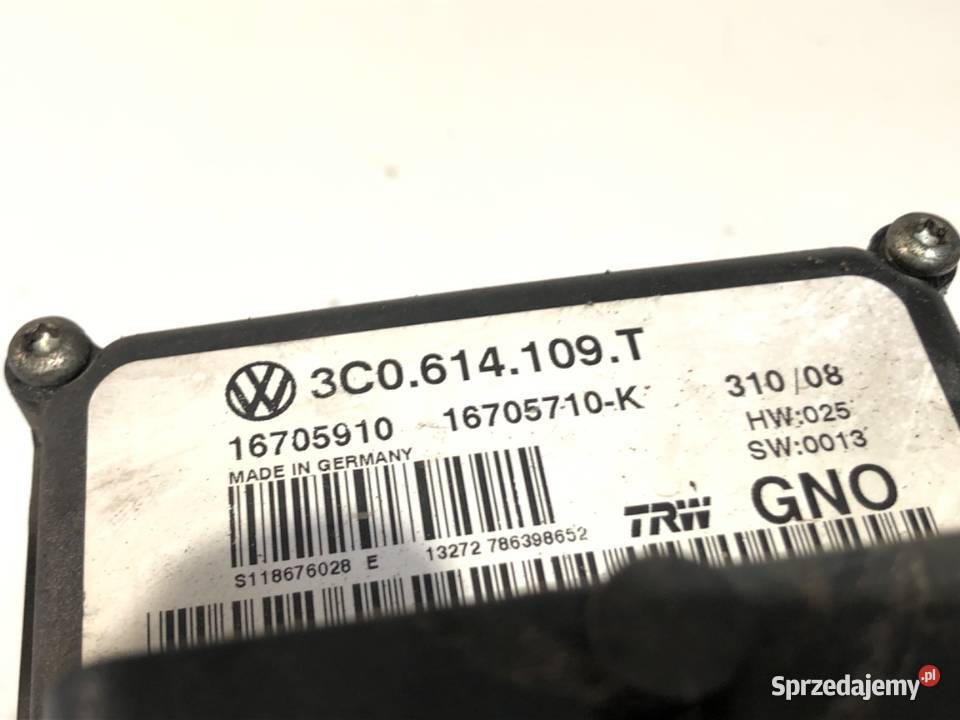 3C0.614.109.T
16705910 16705710-K
310/08
MADE IN GERMANY
HW:025
SW:0013
TRW GNO
S118676028 E 13272 786398652
Sprzedajemy.pl